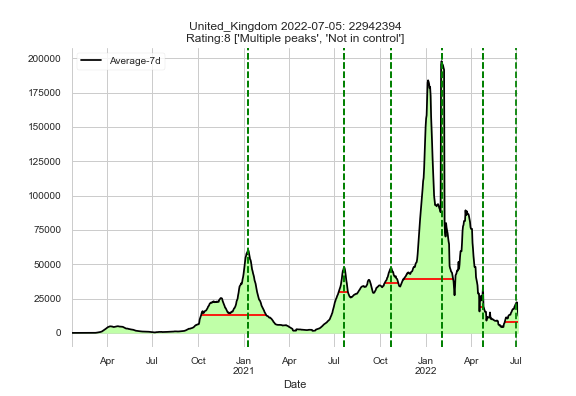 United_Kingdom 2022-07-05: 22942394
Rating:8 ['Multiple peaks', 'Not in control']
Average-7d
200000
175000
150000
125000
100000
75000
50000
25000
0
Apr Jul Oct Jan Apr Jul Oct Jan Apr Jul
2021 2022
Date